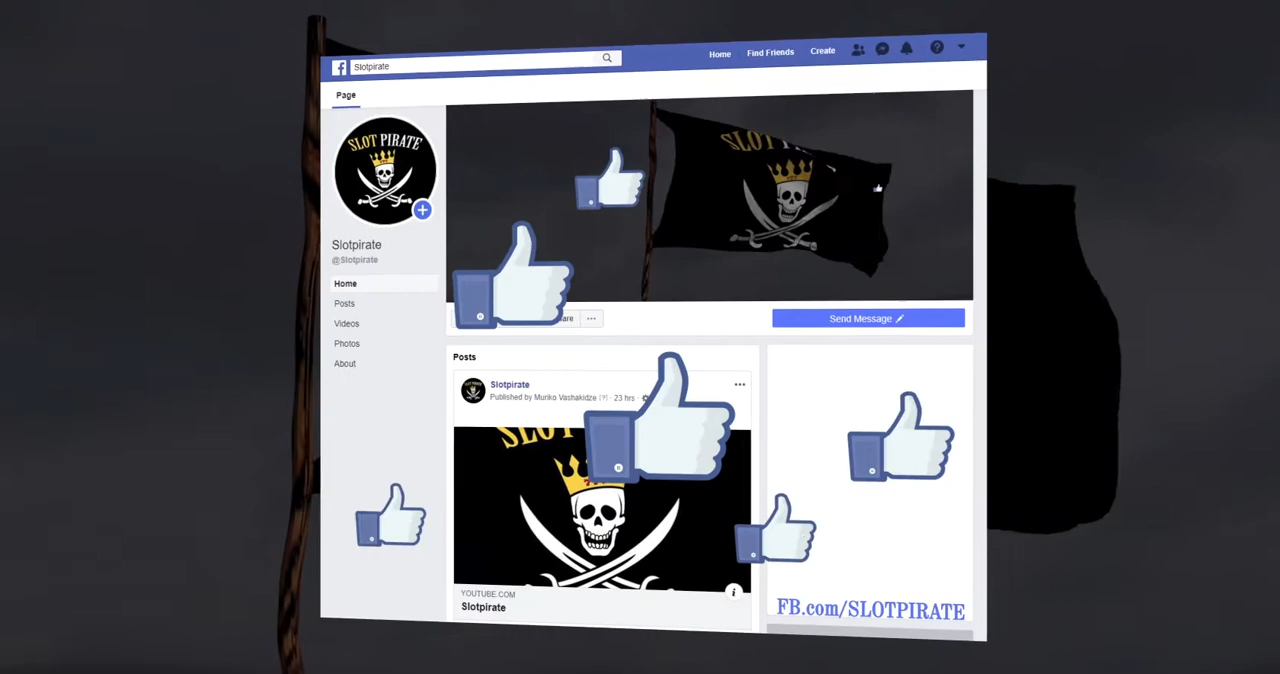 Slotpirate
Home
Find Friends
Create
Page
SLOT PIRATE
Slotpirate
@Slotpirate
Home
Posts
Videos
Photos
About
SLOT
Send Message
Posts
Slotpirate
Published by Muriko Vashakidze [?] · 23 hrs ·
YOUTUBE.COM
Slotpirate
FB.com/SLOTPIRATE